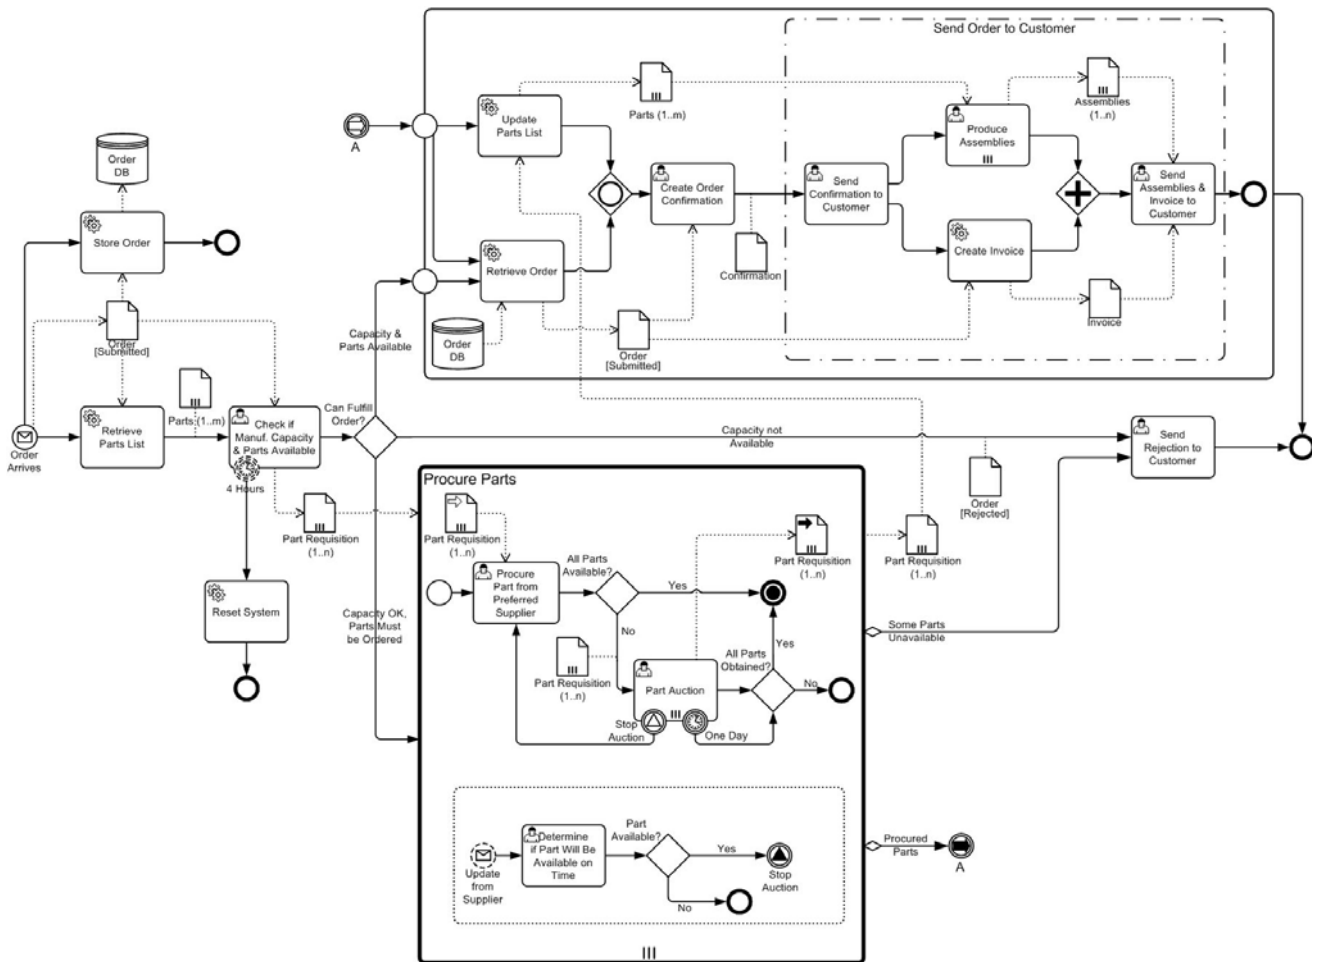 Send Order to Customer
Order
DB
Store Order
Order
[Submitted]
Order
Arrives
Retrieve
Parts List
Parts (1..m)
Check if
Manuf. Capacity
& Parts Available
4 Hours
Reset System
Can Fulfill
Order?
Capacity &
Parts Available
Capacity OK,
Parts Must
be Ordered
Capacity not
Available
Part Requisition
(1..n)
A
Update
Parts List
Parts (1..m)
Retrieve Order
Order
DB
Order
[Submitted]
Create Order
Confirmation
Confirmation
Send
Confirmation to
Customer
Produce
Assemblies
Create Invoice
Assemblies
(1..n)
Invoice
Send
Assemblies &
Invoice to
Customer
Send
Rejection to
Customer
Order
[Rejected]
Procure Parts
Part Requisition
(1..n)
Procure
Part from
Preferred
Supplier
All Parts
Available?
Yes
No
Part Requisition
(1..n)
Part Requisition
(1..n)
Part Requisition
(1..n)
Part Auction
Stop
Auction
One Day
All Parts
Obtained?
Yes
No
Some Parts
Unavailable
Update
from
Supplier
Determine
if Part Will Be
Available on
Time
Part
Available?
Yes
No
Stop
Auction
Procured
Parts
A